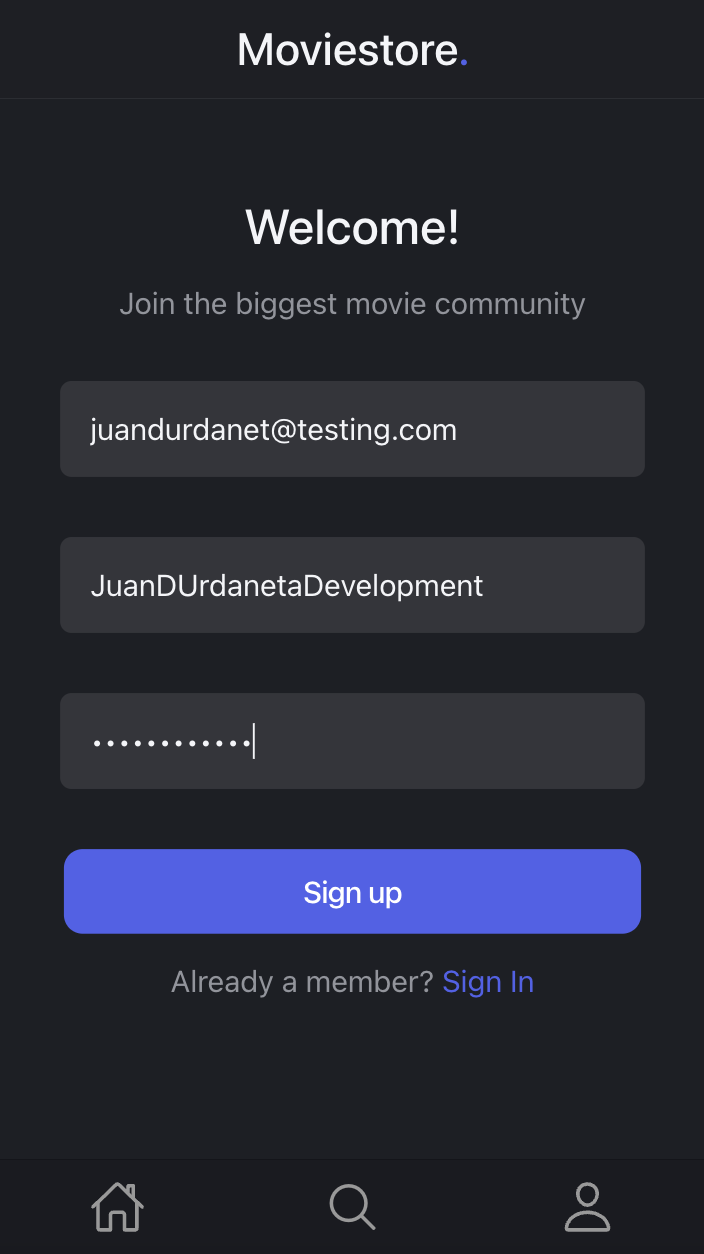 Moviestore.
Welcome!
Join the biggest movie community
juandurdanet@testing.com
JuanDUrdanetaDevelopment
••••••••••••
Sign up
Already a member? Sign In